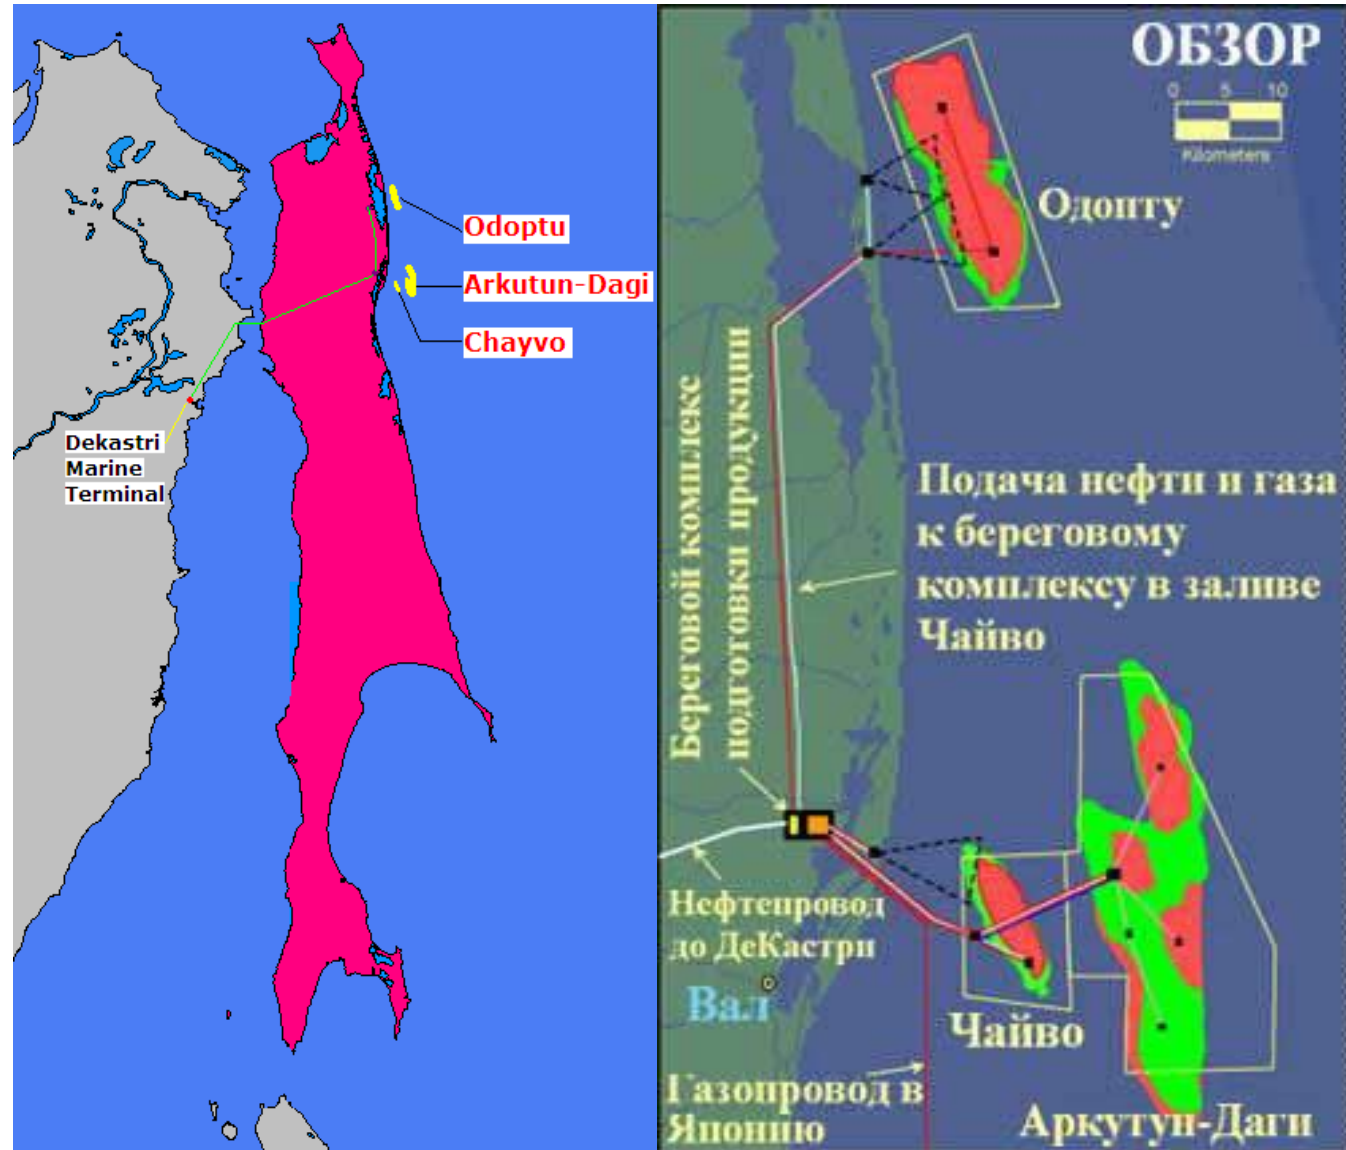 Odoptu
Arkutun-Dagi
Chayvo
Dekastri
Marine
Terminal
ОБЗОР
0 5 10
Kilometers
Одопту
Береговой комплекс
подготовки продукции
Подача нефти и газа
к береговому
комплексу в заливе
Чайво
Нефтепровод
до ДеКастри
Вал
Чайво
Газопровод в
Японию
Аркутун-Даги